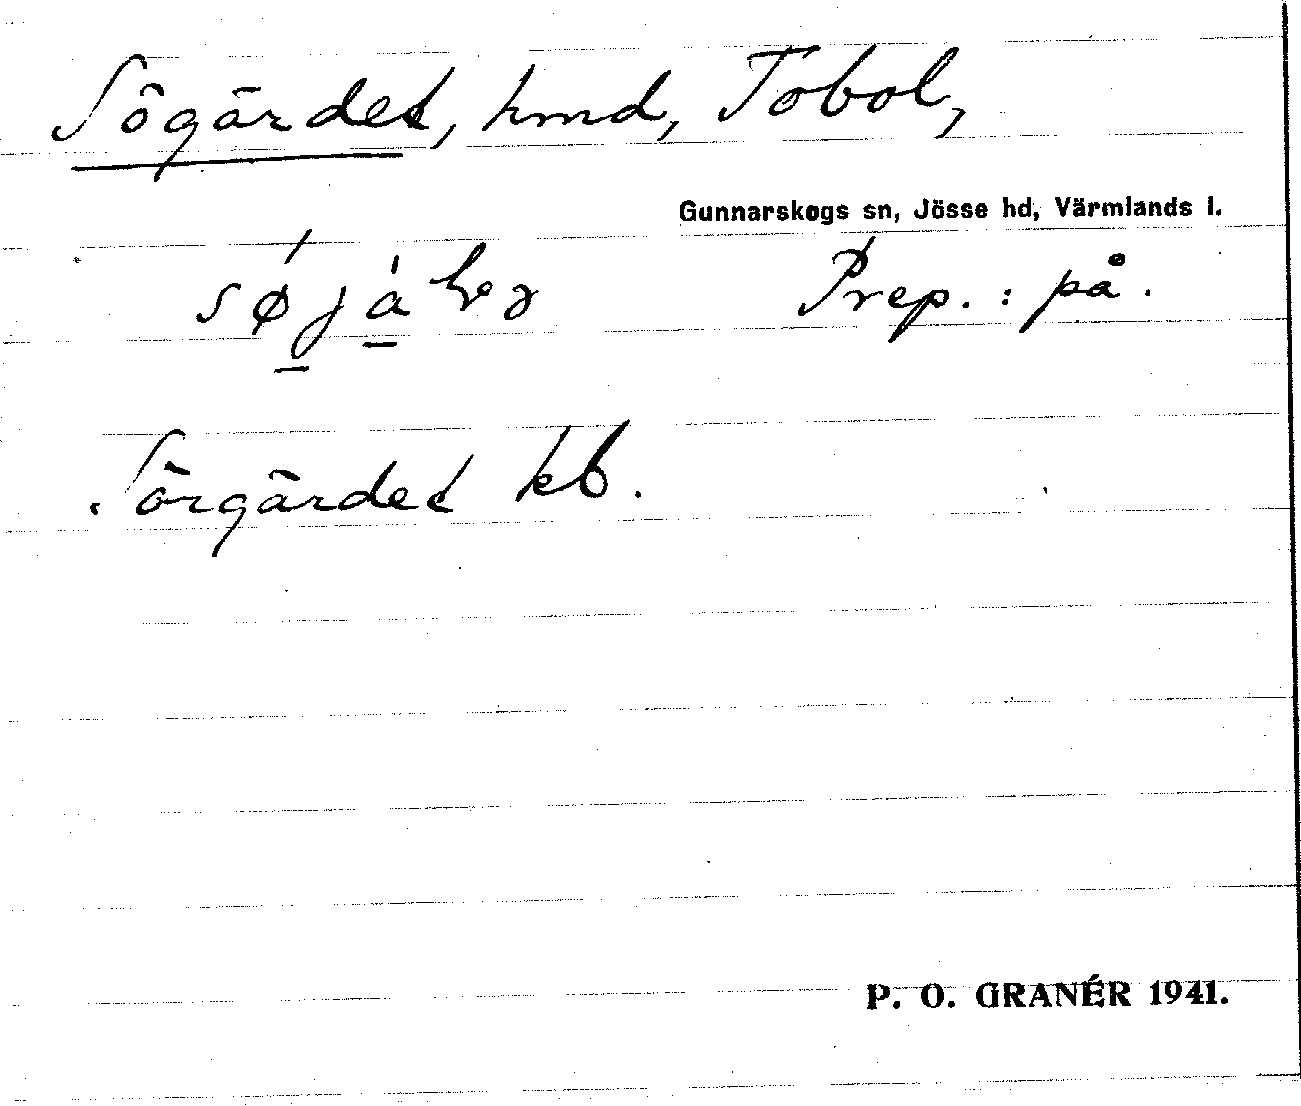 Sögärdet, hmd, Tobol,
Gunnarskogs sn, Jösse hd, Värmlands l.
Prep.: på.
Sörgärdet kb.
P. O. GRANÉR 1941.